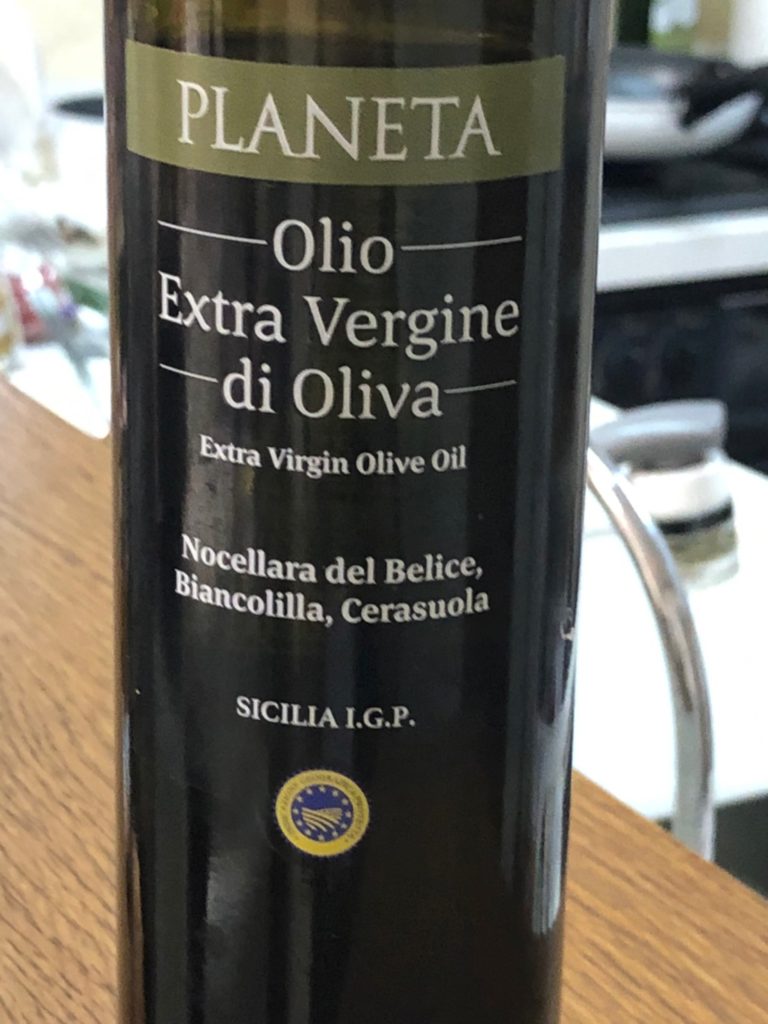 PLANETA
Olio
Extra Vergine
di Oliva
Extra Virgin Olive Oil
Nocellara del Belice,
Biancolilla, Cerasuola
SICILIA I.G.P.